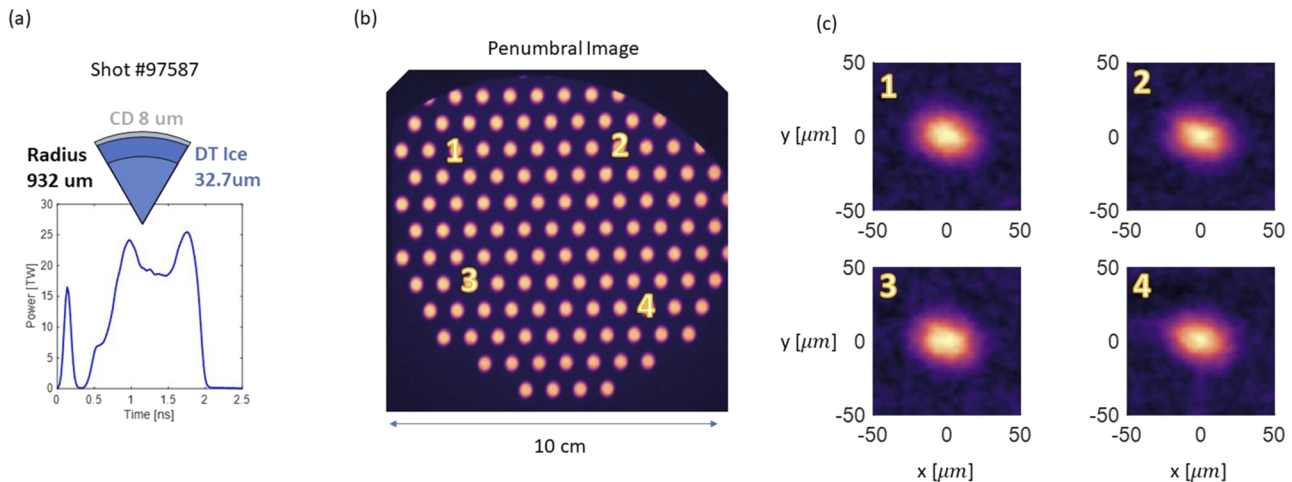 (a)
Shot #97587
CD 8 um
Radius
932 um
DT Ice
32.7um
30
25
20
15
10
5
0
Power [TW]
0 0.5 1 1.5 2 2.5
Time [ns]
(b)
Penumbral Image
1
2
3
4
10 cm
(c)
1
50
0
-50
y [μm]
-50 0 50
2
50
0
-50
-50 0 50
3
50
0
-50
y [μm]
-50 0 50
x [μm]
4
50
0
-50
-50 0 50
x [μm]